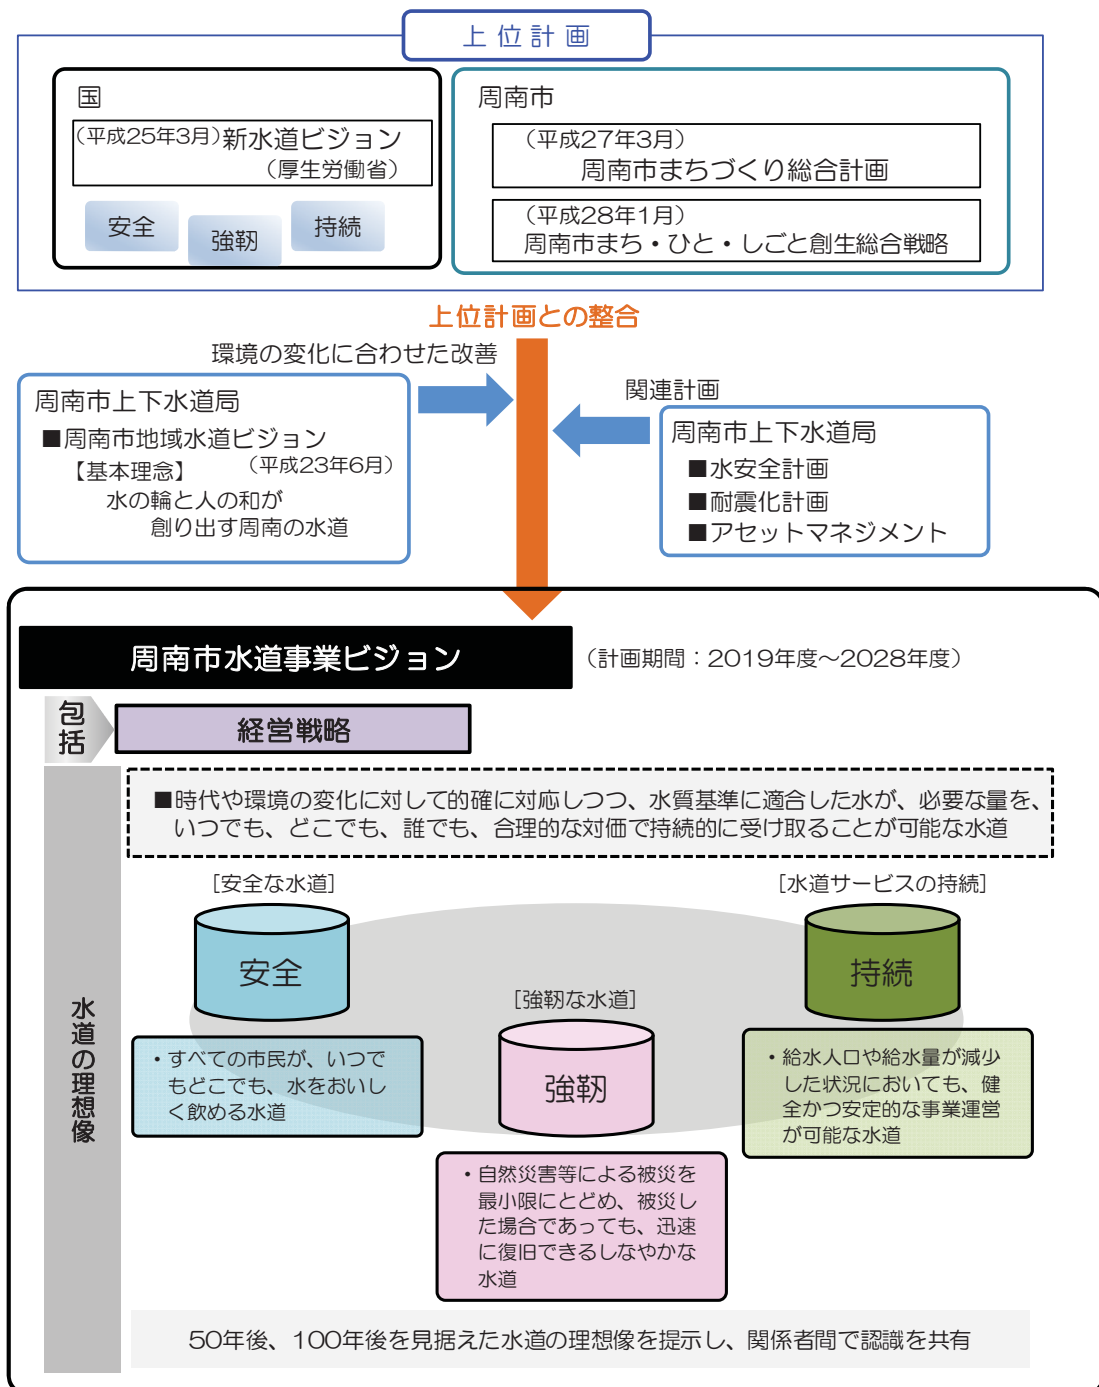 上位計画
国
（平成25年3月）新水道ビジョン
（厚生労働省）
安全
強靭
持続
周南市
（平成27年3月）
周南市まちづくり総合計画
（平成28年1月）
周南市まち・ひと・しごと創生総合戦略
上位計画との整合
環境の変化に合わせた改善
周南市上下水道局
■周南市地域水道ビジョン
【基本理念】　（平成23年6月）
水の輪と人の和が
創り出す周南の水道
関連計画
周南市上下水道局
■水安全計画
■耐震化計画
■アセットマネジメント
周南市水道事業ビジョン
（計画期間：2019年度～2028年度）
包括
経営戦略
水道の理想像
■時代や環境の変化に対して的確に対応しつつ、水質基準に適合した水が、必要な量を、
いつでも、どこでも、誰でも、合理的な対価で持続的に受け取ることが可能な水道
［安全な水道］
安全
・すべての市民が、いつで
もどこでも、水をおいし
く飲める水道
［強靭な水道］
強靭
・自然災害等による被災を
最小限にとどめ、被災し
た場合であっても、迅速
に復旧できるしなやかな
水道
［水道サービスの持続］
持続
・給水人口や給水量が減少
した状況においても、健
全かつ安定的な事業運営
が可能な水道
50年後、100年後を見据えた水道の理想像を提示し、関係者間で認識を共有